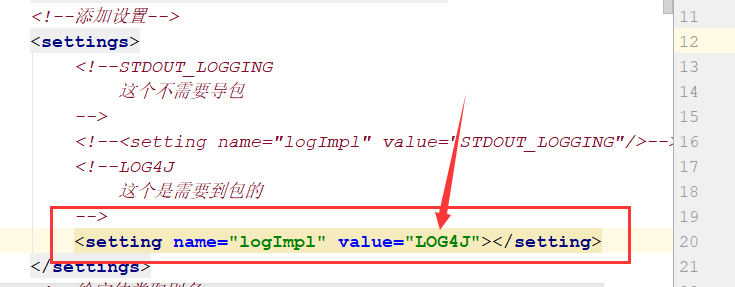 <!--添加设置-->
<settings>
<!--STDOUT_LOGGING
这个不需要导包
-->
<!--<setting name="logImpl" value="STDOUT_LOGGING"/>-->
<!--LOG4J
这个是需要到包的
-->
<setting name="logImpl" value="LOG4J"></setting>
</settings>
11
12
13
14
15
16
17
18
19
20
21